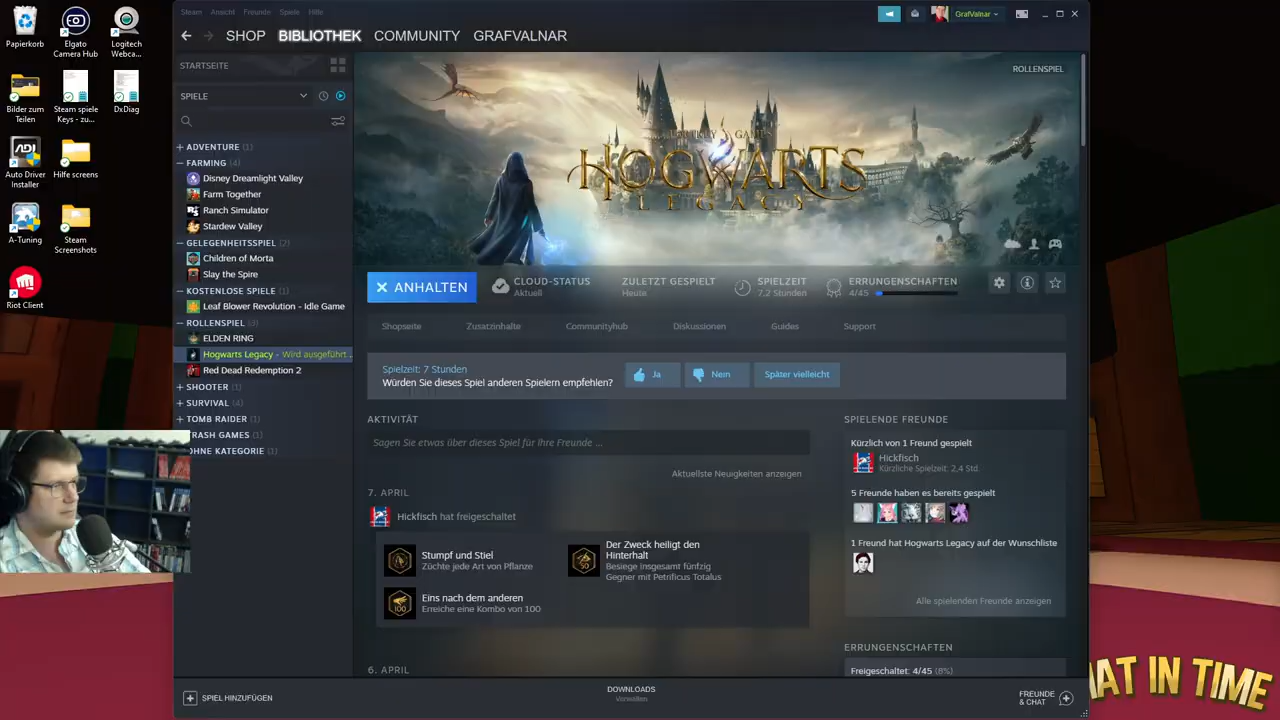 Steam Ansicht Freunde Spiele Hilfe
GrafValnar
SHOP BIBLIOTHEK COMMUNITY GRAFVALNAR
Papierkorb
Elgato Camera Hub
Logitech Webca...
Bilder zum Teilen
Steam spiele Keys - zu...
DxDiag
Auto Driver Installer
Hilfe screens
A-Tuning
Steam Screenshots
Riot Client
STARTSEITE
SPIELE
ADVENTURE (1)
FARMING (4)
Disney Dreamlight Valley
Farm Together
Ranch Simulator
Stardew Valley
GELEGENHEITSSPIEL (2)
Children of Morta
Slay the Spire
KOSTENLOSE SPIELE (1)
Leaf Blower Revolution - Idle Game
ROLLENSPIEL (3)
ELDEN RING
Hogwarts Legacy - Wird ausgeführt ...
Red Dead Redemption 2
SHOOTER (1)
SURVIVAL (4)
TOMB RAIDER (1)
TRASH GAMES (1)
OHNE KATEGORIE (1)
ROLLENSPIEL
HOGWARTS
LEGACY
ANHALTEN
CLOUD-STATUS
Aktuell
ZULETZT GESPIELT
Heute
SPIELZEIT
7,2 Stunden
ERRUNGENSCHAFTEN
4/45
Shopseite Zusatzinhalte Communityhub Diskussionen Guides Support
Spielzeit: 7 Stunden
Würden Sie dieses Spiel anderen Spielern empfehlen?
Ja
Nein
Später vielleicht
AKTIVITÄT
Sagen Sie etwas über dieses Spiel für Ihre Freunde ...
Aktuellste Neuigkeiten anzeigen
7. APRIL
Hickfisch hat freigeschaltet
Stumpf und Stiel
Züchte jede Art von Pflanze
Der Zweck heiligt den
Hinterhalt
Besiege insgesamt fünfzig
Gegner mit Petrificus Totalus
50
Eins nach dem anderen
Erreiche eine Kombo von 100
100
6. APRIL
SPIELENDE FREUNDE
Kürzlich von 1 Freund gespielt
Hickfisch
Kürzliche Spielzeit: 2,4 Std.
5 Freunde haben es bereits gespielt
1 Freund hat Hogwarts Legacy auf der Wunschliste
Alle spielenden Freunde anzeigen
ERRUNGENSCHAFTEN
Freigeschaltet: 4/45 (8%)
SPIEL HINZUFÜGEN
DOWNLOADS
Verwalten
FREUNDE
& CHAT
AT IN TIME